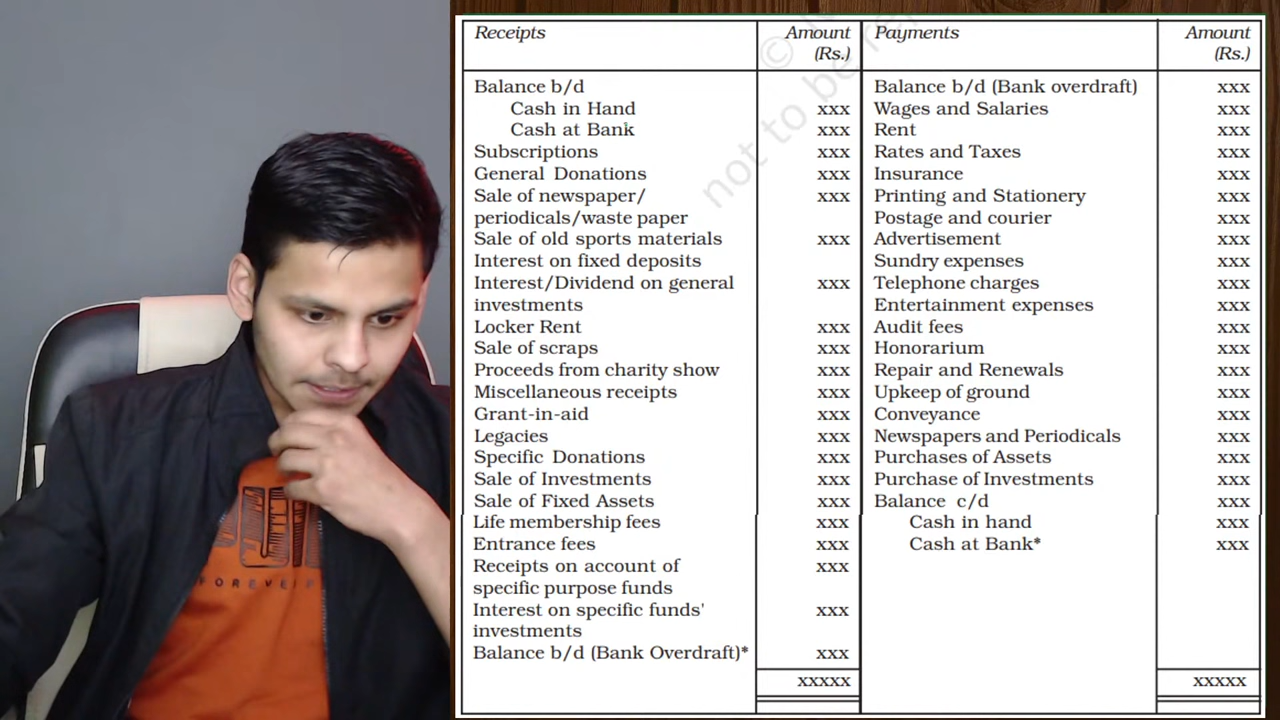 Receipts Amount (Rs.) Payments Amount (Rs.)
Balance b/d Balance b/d (Bank overdraft) xxx
Cash in Hand xxx Wages and Salaries xxx
Cash at Bank xxx Rent xxx
Subscriptions xxx Rates and Taxes xxx
General Donations xxx Insurance xxx
Sale of newspaper/ xxx Printing and Stationery xxx
periodicals/waste paper Postage and courier xxx
Sale of old sports materials xxx Advertisement xxx
Interest on fixed deposits Sundry expenses xxx
Interest/Dividend on general xxx Telephone charges xxx
investments Entertainment expenses xxx
Locker Rent xxx Audit fees xxx
Sale of scraps xxx Honorarium xxx
Proceeds from charity show xxx Repair and Renewals xxx
Miscellaneous receipts xxx Upkeep of ground xxx
Grant-in-aid xxx Conveyance xxx
Legacies xxx Newspapers and Periodicals xxx
Specific Donations xxx Purchases of Assets xxx
Sale of Investments xxx Purchase of Investments xxx
Sale of Fixed Assets xxx Balance c/d xxx
Life membership fees xxx Cash in hand xxx
Entrance fees xxx Cash at Bank* xxx
Receipts on account of xxx
specific purpose funds
Interest on specific funds' xxx
investments
Balance b/d (Bank Overdraft)* xxx
xxxxx xxxxx
not to be
FOREVER